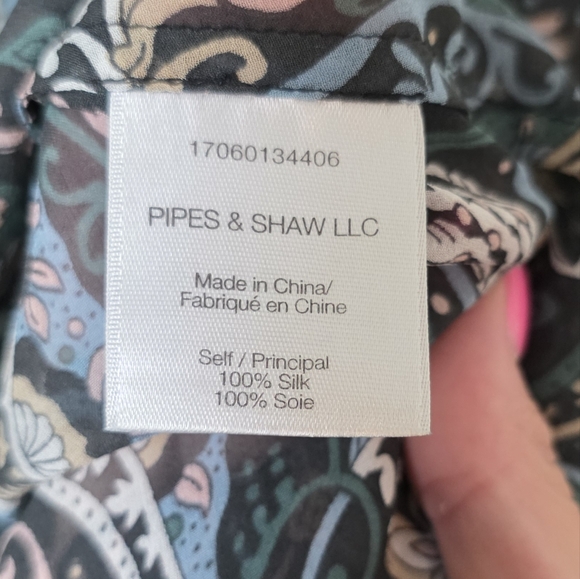 17060134406
PIPES & SHAW LLC
Made in China/
Fabriqué en Chine
Self / Principal
100% Silk
100% Soie